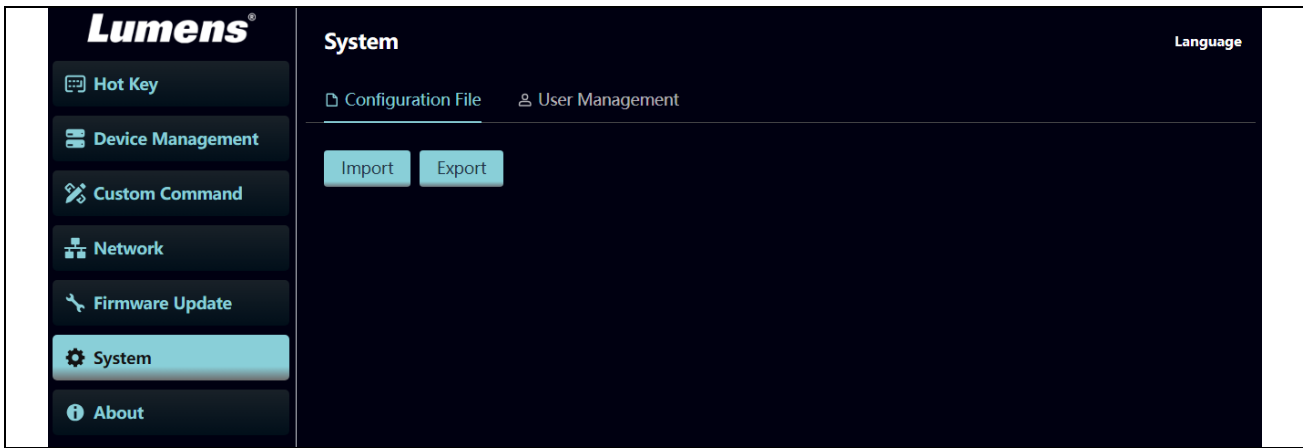 Lumens®
Hot Key
Device Management
Custom Command
Network
Firmware Update
System
About
System
Language
Configuration File
User Management
Import
Export